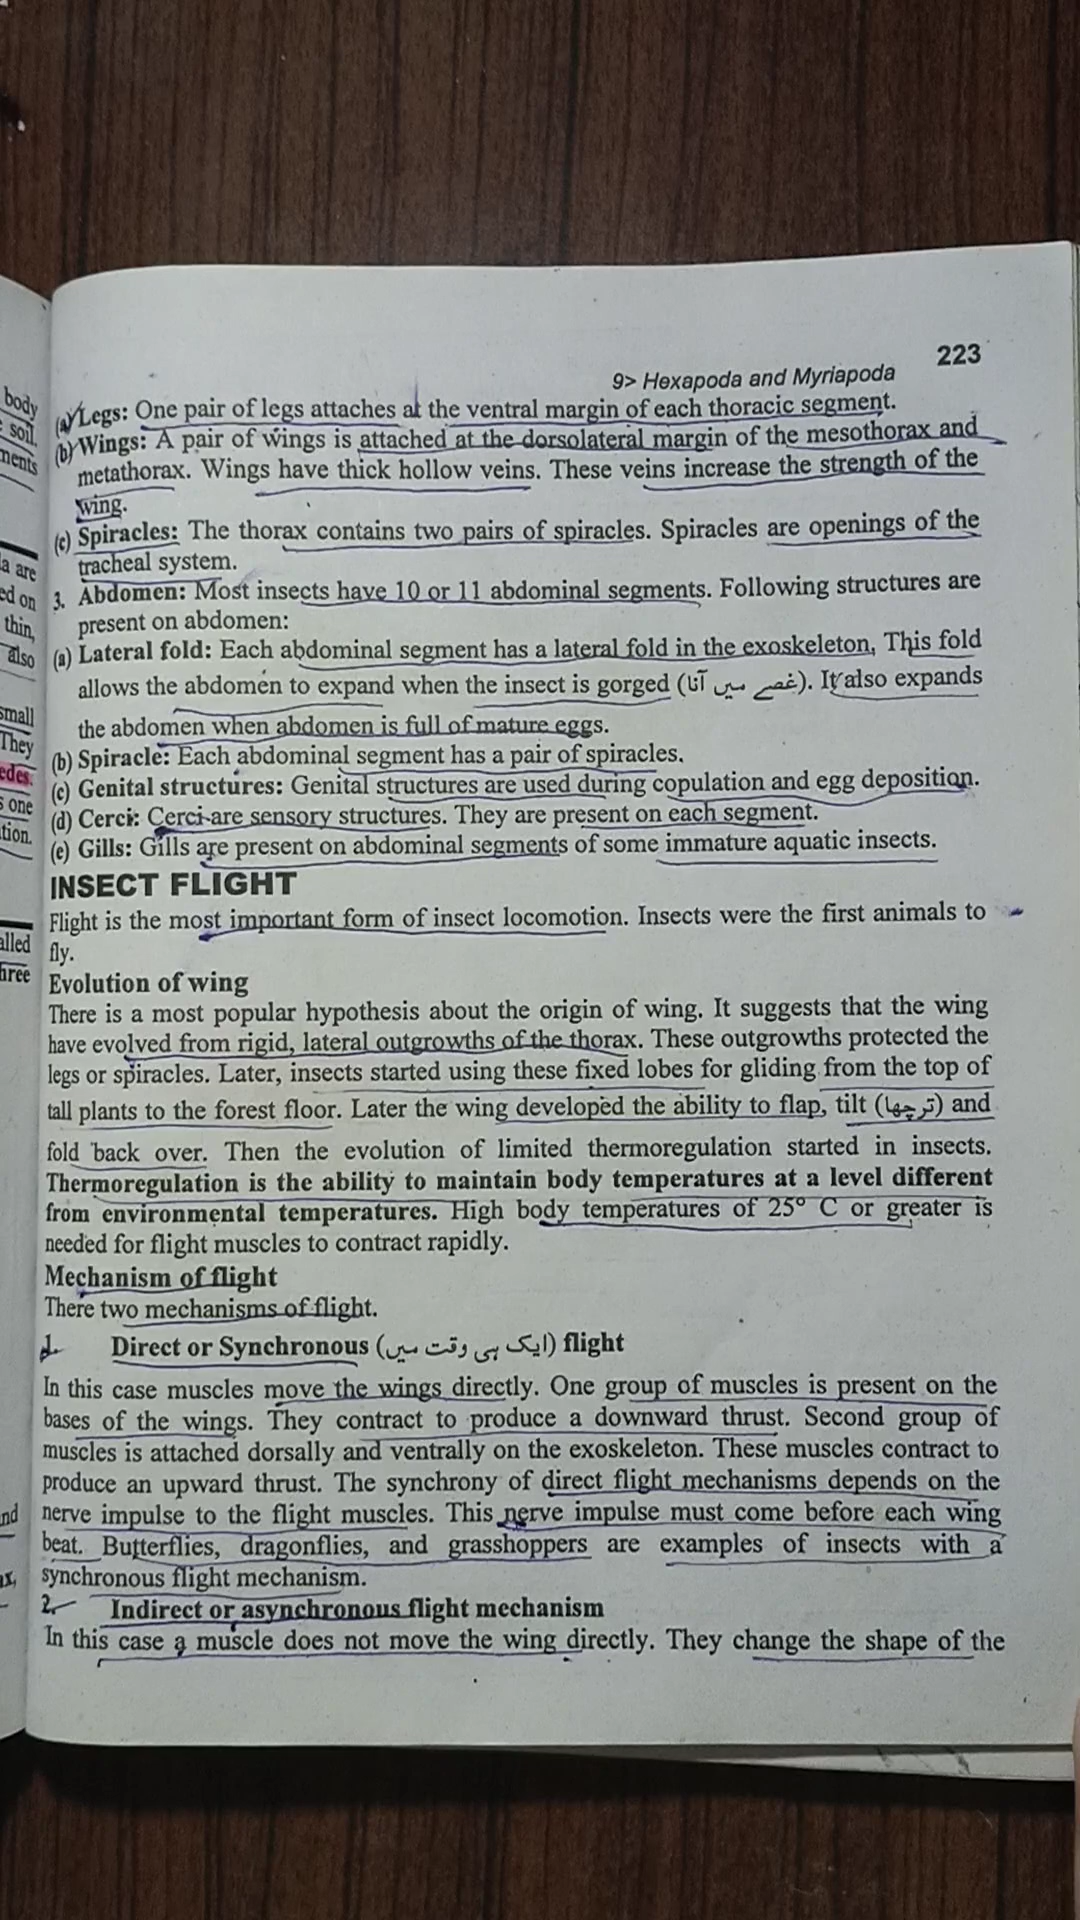 223
9> Hexapoda and Myriapoda
(a) Legs: One pair of legs attaches at the ventral margin of each thoracic segment.
(b) Wings: A pair of wings is attached at the dorsolateral margin of the mesothorax and
metathorax. Wings have thick hollow veins. These veins increase the strength of the
wing.
(c) Spiracles: The thorax contains two pairs of spiracles. Spiracles are openings of the
tracheal system.
3. Abdomen: Most insects have 10 or 11 abdominal segments. Following structures are
present on abdomen:
(a) Lateral fold: Each abdominal segment has a lateral fold in the exoskeleton, This fold
allows the abdomen to expand when the insect is gorged (غصے میں آنا). It also expands
the abdomen when abdomen is full of mature eggs.
(b) Spiracle: Each abdominal segment has a pair of spiracles.
(c) Genital structures: Genital structures are used during copulation and egg deposition.
(d) Cerci: Cerci are sensory structures. They are present on each segment.
(e) Gills: Gills are present on abdominal segments of some immature aquatic insects.
INSECT FLIGHT
Flight is the most important form of insect locomotion. Insects were the first animals to
fly.
Evolution of wing
There is a most popular hypothesis about the origin of wing. It suggests that the wing
have evolved from rigid, lateral outgrowths of the thorax. These outgrowths protected the
legs or spiracles. Later, insects started using these fixed lobes for gliding from the top of
tall plants to the forest floor. Later the wing developed the ability to flap, tilt (ترچھا) and
fold back over. Then the evolution of limited thermoregulation started in insects.
Thermoregulation is the ability to maintain body temperatures at a level different
from environmental temperatures. High body temperatures of 25° C or greater is
needed for flight muscles to contract rapidly.
Mechanism of flight
There two mechanisms of flight.
1. Direct or Synchronous (ایک ہی وقت میں) flight
In this case muscles move the wings directly. One group of muscles is present on the
bases of the wings. They contract to produce a downward thrust. Second group of
muscles is attached dorsally and ventrally on the exoskeleton. These muscles contract to
produce an upward thrust. The synchrony of direct flight mechanisms depends on the
nerve impulse to the flight muscles. This nerve impulse must come before each wing
beat. Butterflies, dragonflies, and grasshoppers are examples of insects with a
synchronous flight mechanism.
2. Indirect or asynchronous flight mechanism
In this case a muscle does not move the wing directly. They change the shape of the
body
soil.
ments
are
ed on
thin,
also
small
They
edes.
one
tion.
alled
hree
nd